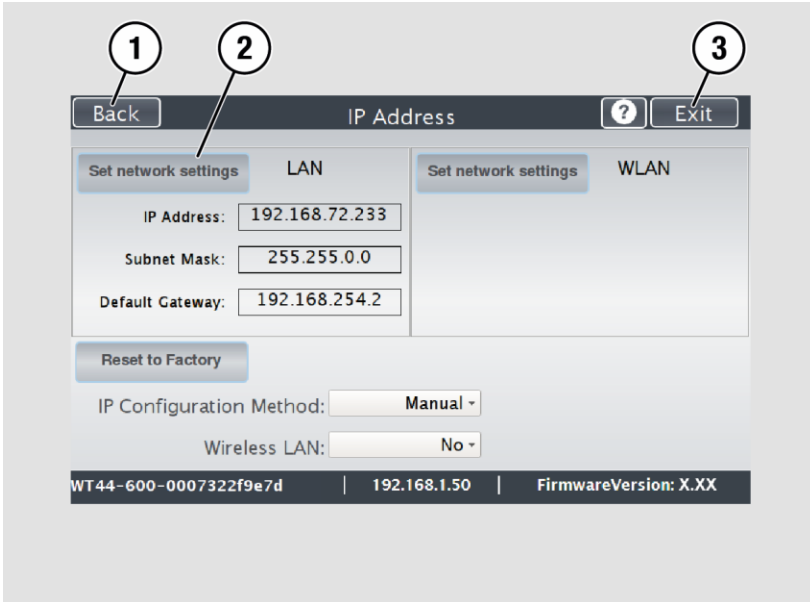 1 2 3
Back IP Address ? Exit
Set network settings LAN Set network settings WLAN
IP Address: 192.168.72.233
Subnet Mask: 255.255.0.0
Default Gateway: 192.168.254.2
Reset to Factory
IP Configuration Method: Manual
Wireless LAN: No
WT44-600-0007322f9e7d | 192.168.1.50 | FirmwareVersion: X.XX